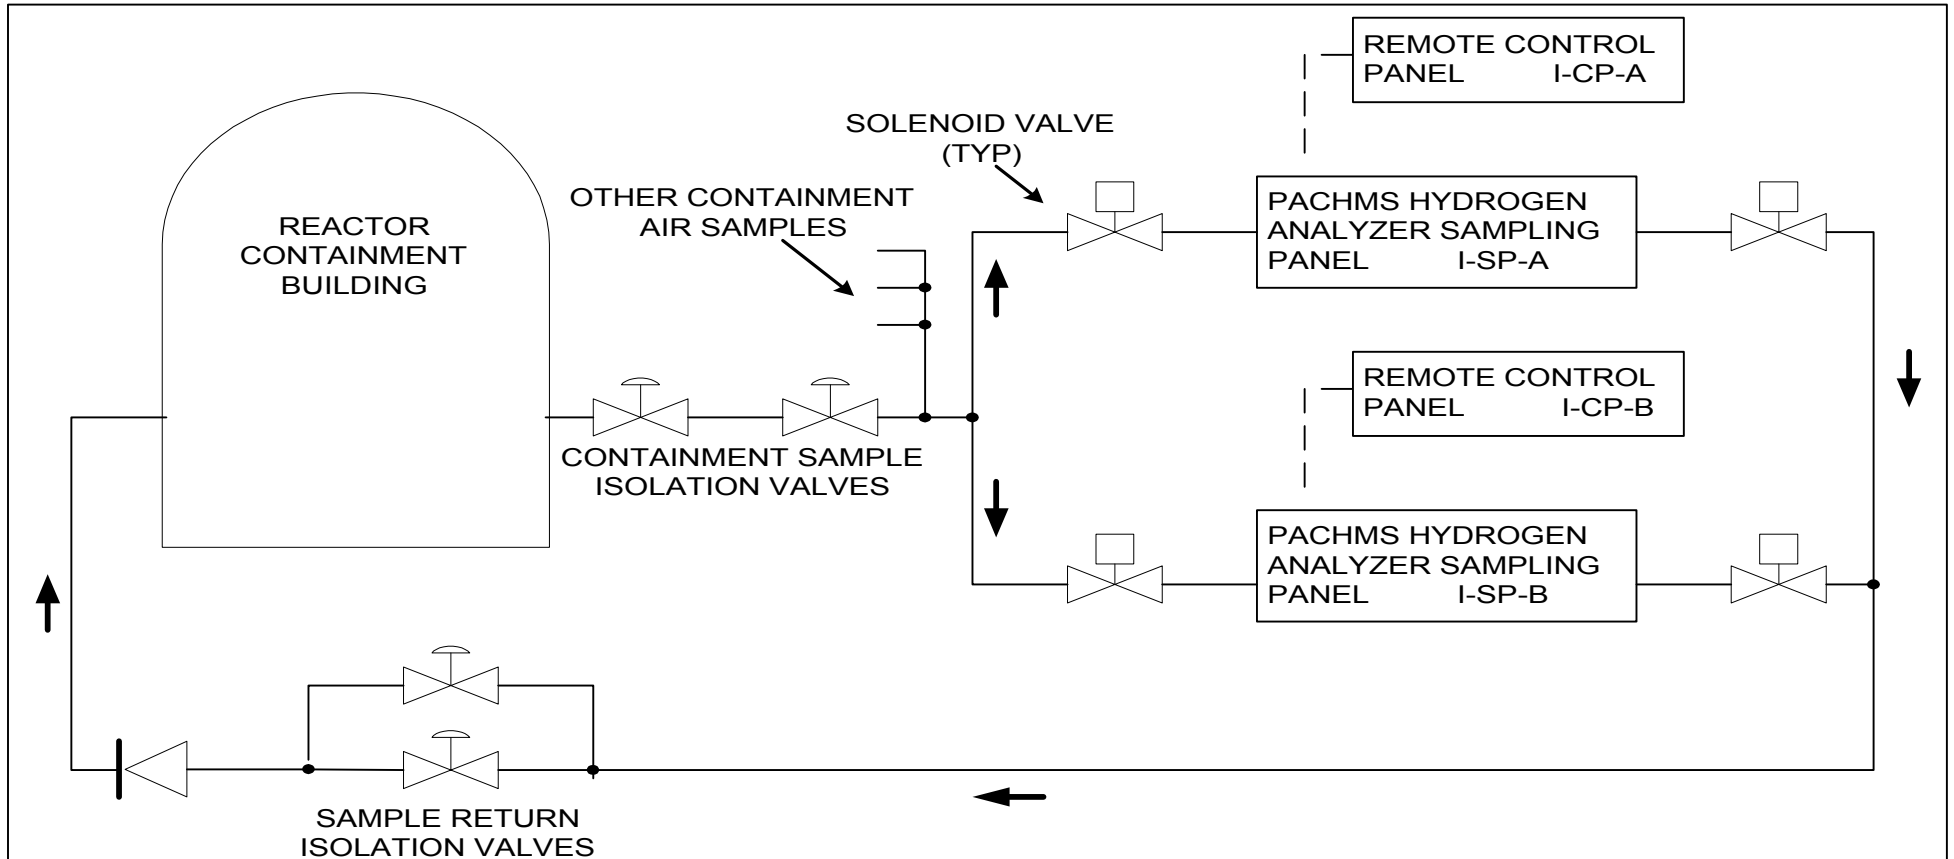 REMOTE CONTROL
PANEL I-CP-A
SOLENOID VALVE
(TYP)
OTHER CONTAINMENT
AIR SAMPLES
PACHMS HYDROGEN
ANALYZER SAMPLING
PANEL I-SP-A
REACTOR
CONTAINMENT
BUILDING
REMOTE CONTROL
PANEL I-CP-B
CONTAINMENT SAMPLE
ISOLATION VALVES
PACHMS HYDROGEN
ANALYZER SAMPLING
PANEL I-SP-B
SAMPLE RETURN
ISOLATION VALVES